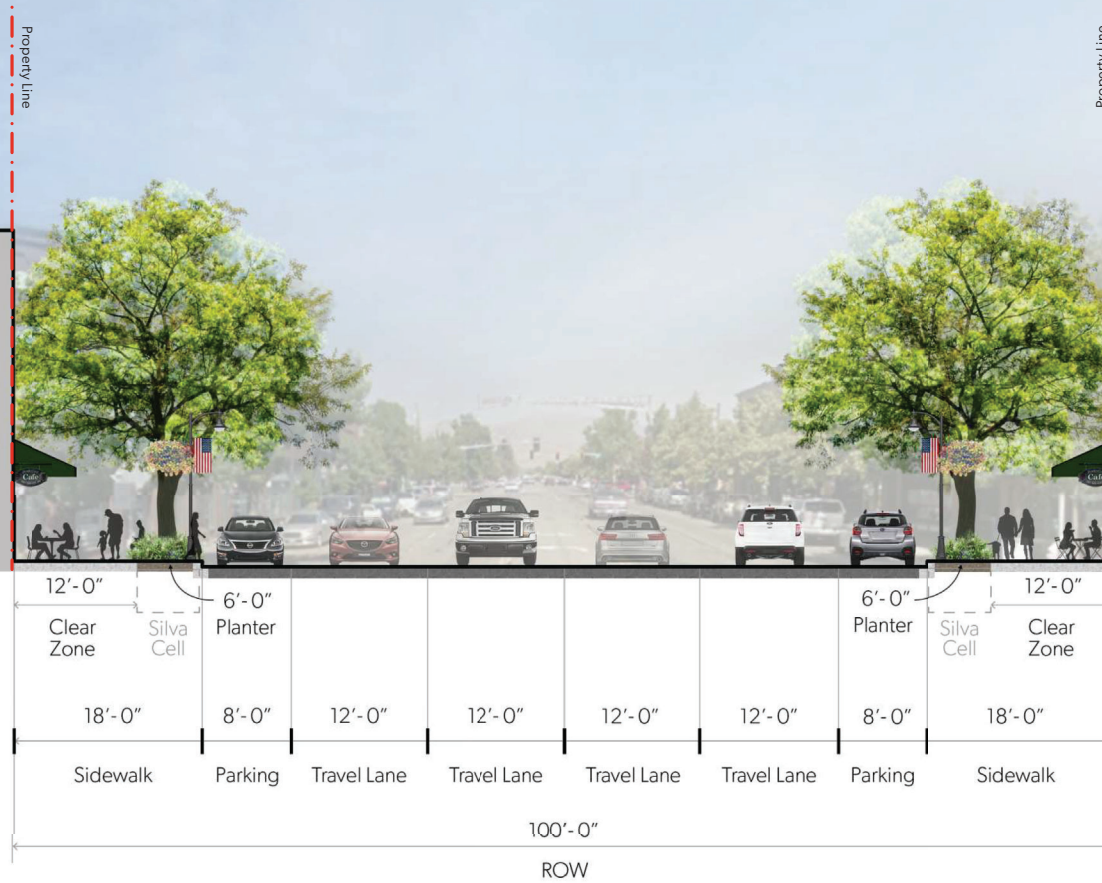 Property Line
Property Line
Cafe
Cafe
12'-0"
6'-0"
6'-0"
12'-0"
Clear
Zone
Silva
Cell
Planter
Planter
Silva
Cell
Clear
Zone
18'-0"
8'-0"
12'-0"
12'-0"
12'-0"
12'-0"
8'-0"
18'-0"
Sidewalk
Parking
Travel Lane
Travel Lane
Travel Lane
Travel Lane
Parking
Sidewalk
100'-0"
ROW